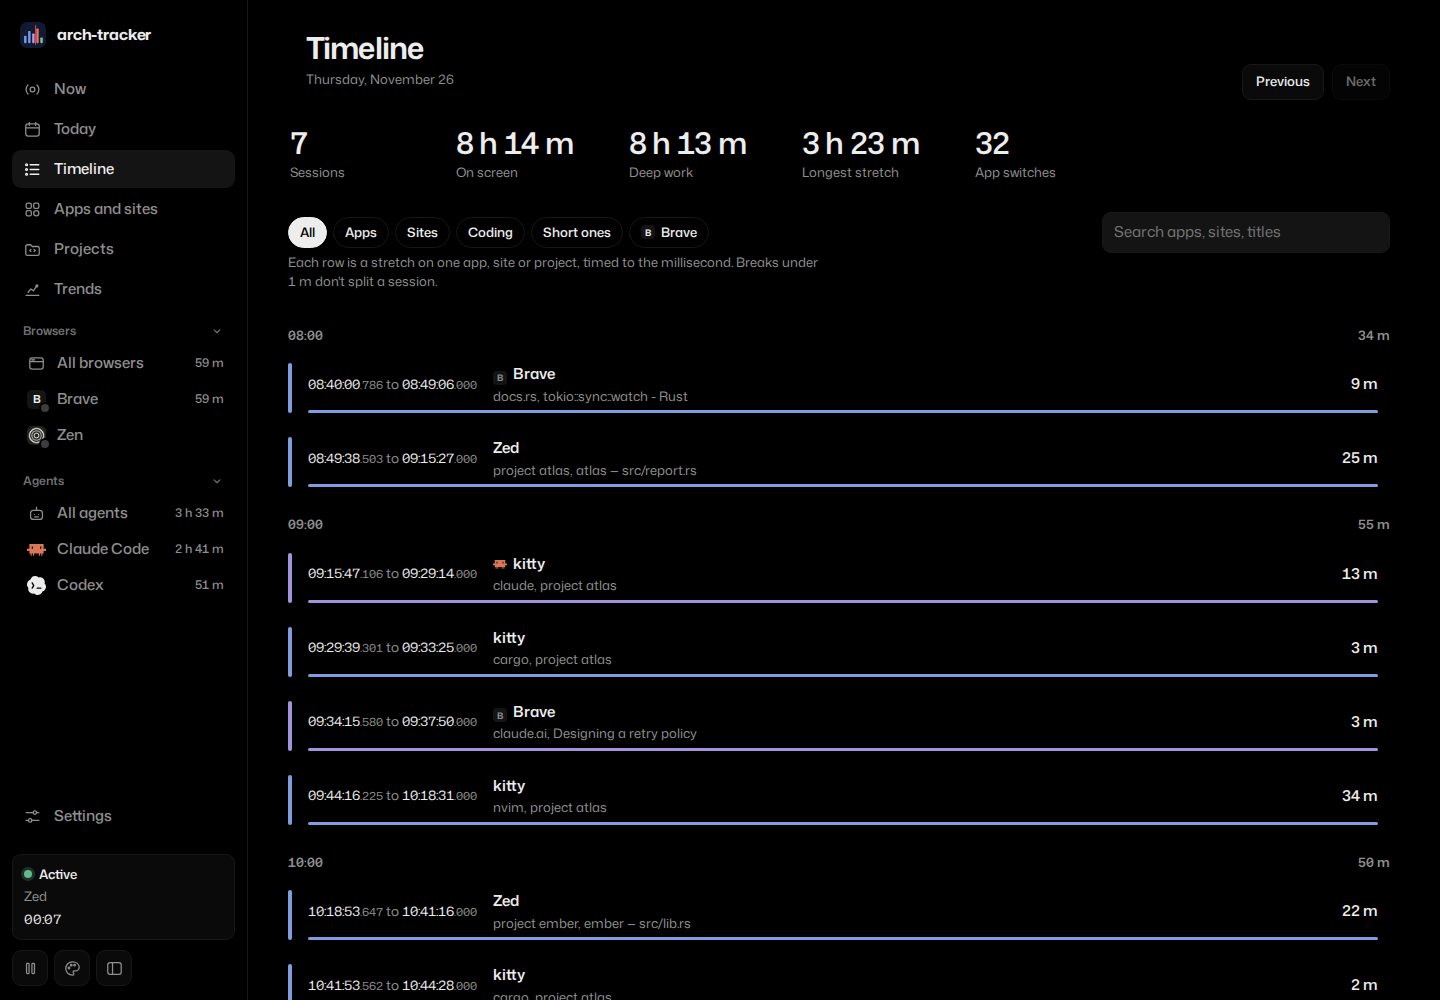 arch-tracker
Now
Today
Timeline
Apps and sites
Projects
Trends
Browsers
All browsers 59 m
B Brave 59 m
Zen
Agents
All agents 3 h 33 m
Claude Code 2 h 41 m
Codex 51 m
Settings
Active
Zed
00:07
Timeline
Thursday, November 26
Previous Next
7 8 h 14 m 8 h 13 m 3 h 23 m 32
Sessions On screen Deep work Longest stretch App switches
All Apps Sites Coding Short ones B Brave
Search apps, sites, titles
Each row is a stretch on one app, site or project, timed to the millisecond. Breaks under
1 m don't split a session.
08:00 34 m
08:40:00.786 to 08:49:06.000 B Brave 9 m
docs.rs, tokio::sync::watch - Rust
08:49:38.503 to 09:15:27.000 Zed 25 m
project atlas, atlas — src/report.rs
09:00 55 m
09:15:47.106 to 09:29:14.000 kitty 13 m
claude, project atlas
09:29:39.301 to 09:33:25.000 kitty 3 m
cargo, project atlas
09:34:15.580 to 09:37:50.000 B Brave 3 m
claude.ai, Designing a retry policy
09:44:16.225 to 10:18:31.000 kitty 34 m
nvim, project atlas
10:00 50 m
10:18:53.647 to 10:41:16.000 Zed 22 m
project ember, ember — src/lib.rs
10:41:53.562 to 10:44:28.000 kitty 2 m
cargo, project atlas